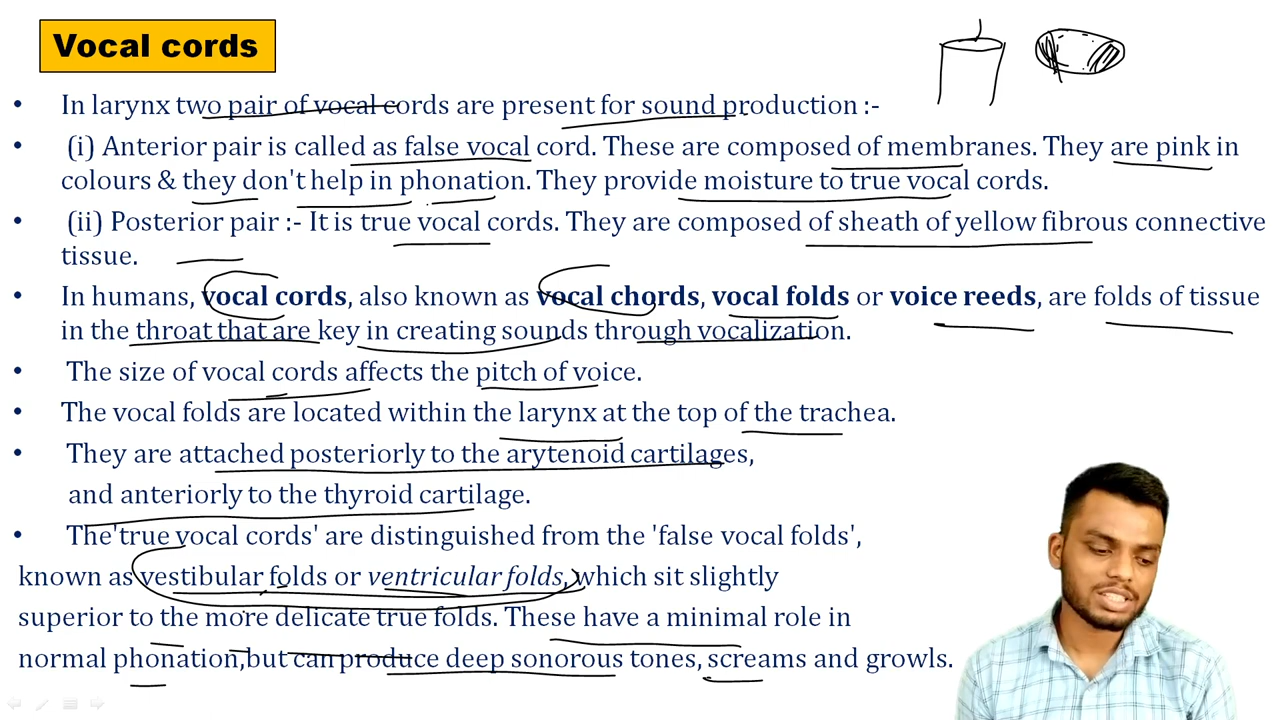 Vocal cords
• In larynx two pair of vocal cords are present for sound production :-
• (i) Anterior pair is called as false vocal cord. These are composed of membranes. They are pink in
colours & they don't help in phonation. They provide moisture to true vocal cords.
• (ii) Posterior pair :- It is true vocal cords. They are composed of sheath of yellow fibrous connective
tissue.
• In humans, vocal cords, also known as vocal chords, vocal folds or voice reeds, are folds of tissue
in the throat that are key in creating sounds through vocalization.
• The size of vocal cords affects the pitch of voice.
• The vocal folds are located within the larynx at the top of the trachea.
• They are attached posteriorly to the arytenoid cartilages,
and anteriorly to the thyroid cartilage.
• The'true vocal cords' are distinguished from the 'false vocal folds',
known as vestibular folds or ventricular folds, which sit slightly
superior to the more delicate true folds. These have a minimal role in
normal phonation,but can produce deep sonorous tones, screams and growls.